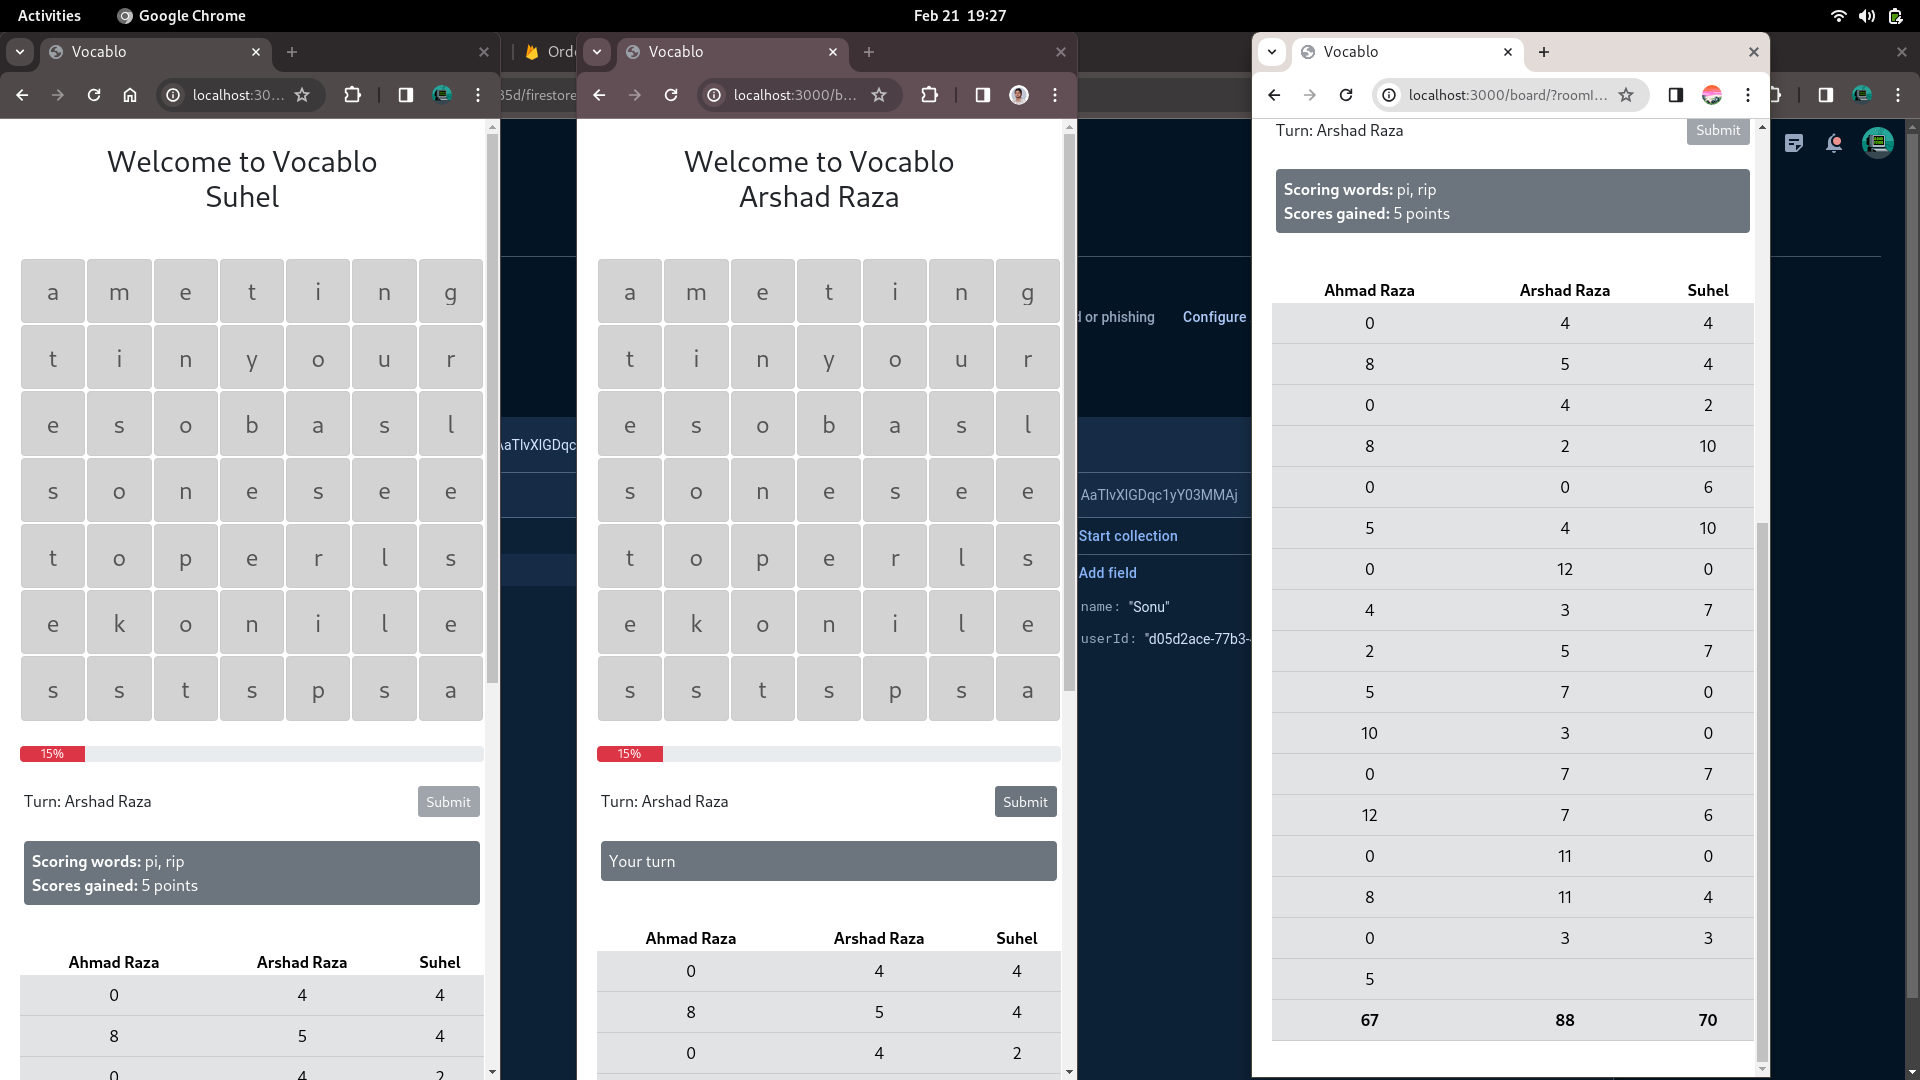 Activities
Google Chrome
Feb 21 19:27
Vocablo
localhost:30...
Welcome to Vocablo
Suhel
a m e t i n g
t i n y o u r
e s o b a s l
s o n e s e e
t o p e r l s
e k o n i l e
s s t s p s a
15%
Turn: Arshad Raza
Submit
Scoring words: pi, rip
Scores gained: 5 points
Ahmad Raza Arshad Raza Suhel
0 4 4
8 5 4
0 4 2
35d/firestore
AaTlvXlGDqc
Vocablo
localhost:3000/b...
Welcome to Vocablo
Arshad Raza
a m e t i n g
t i n y o u r
e s o b a s l
s o n e s e e
t o p e r l s
e k o n i l e
s s t s p s a
15%
Turn: Arshad Raza
Submit
Your turn
Ahmad Raza Arshad Raza Suhel
0 4 4
8 5 4
0 4 2
d or phishing
Configure
AaTlvXlGDqc1yY03MMAj
Start collection
Add field
name: "Sonu"
userId: "d05d2ace-77b3-
Vocablo
localhost:3000/board/?roomI...
Turn: Arshad Raza
Submit
Scoring words: pi, rip
Scores gained: 5 points
Ahmad Raza Arshad Raza Suhel
0 4 4
8 5 4
0 4 2
8 2 10
0 0 6
5 4 10
0 12 0
4 3 7
2 5 7
5 7 0
10 3 0
0 7 7
12 7 6
0 11 0
8 11 4
0 3 3
5
67 88 70